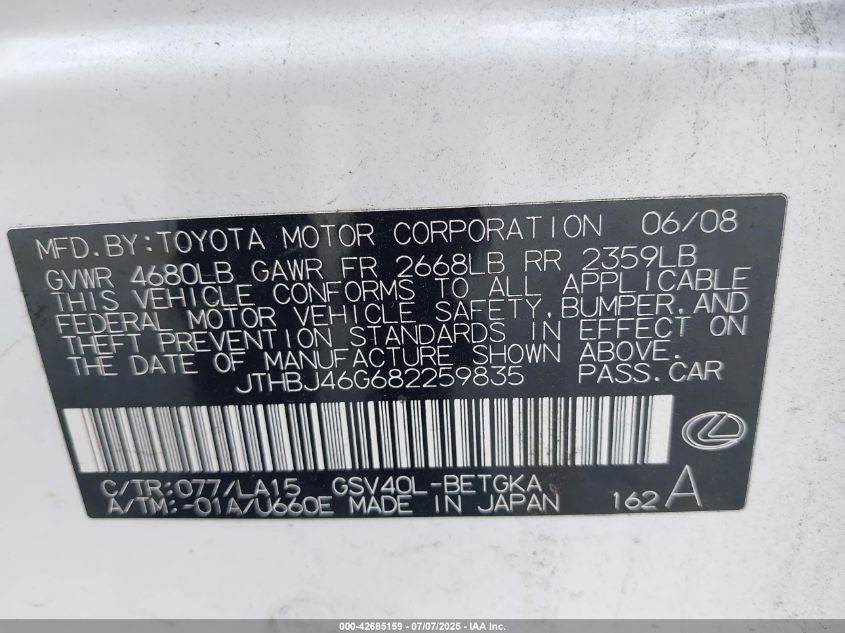 MFD.BY:TOYOTA MOTOR CORPORATION 06/08
GVWR 4680LB GAWR FR 2668LB RR 2359LB
THIS VEHICLE CONFORMS TO ALL APPLICABLE
FEDERAL MOTOR VEHICLE SAFETY,BUMPER,AND
THEFT PREVENTION STANDARDS IN EFFECT ON
THE DATE OF MANUFACTURE SHOWN ABOVE.
JTHBJ46G682259835 PASS.CAR
C/TR:077/LA15 GSV40L-BETGKA
A/TM:-01A/U660E MADE IN JAPAN 162A
000-42685159 - 07/07/2025 - IAA Inc.